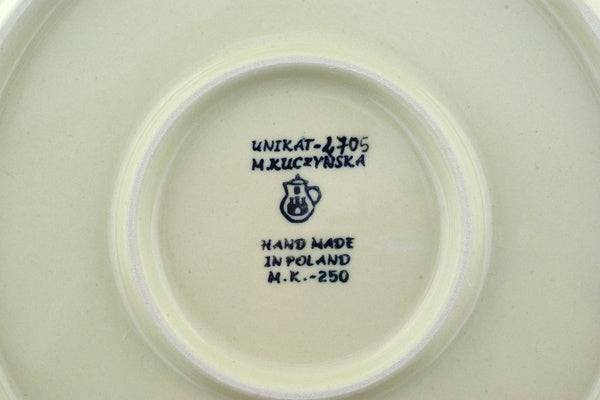 UNIKAT-4705
M.KUCZYŃSKA
HAND MADE
IN POLAND
M.K.-250